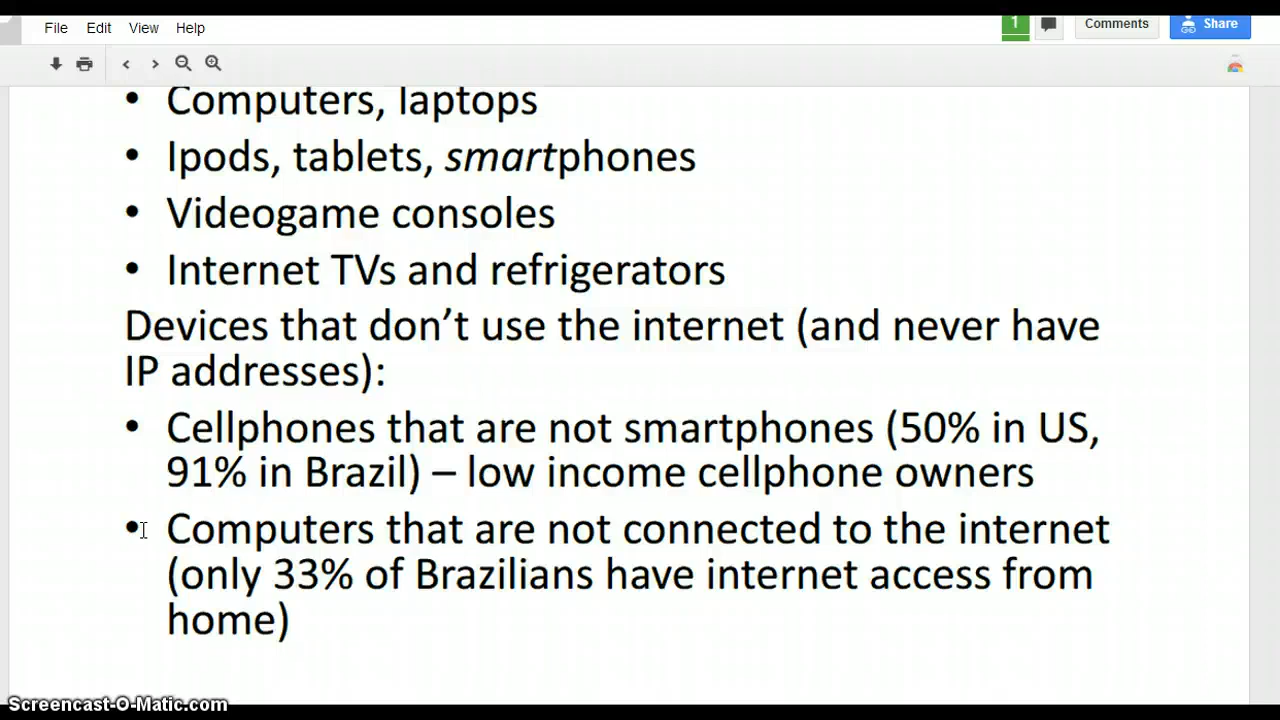 File Edit View Help
1
Comments
Share
• Computers, laptops
• Ipods, tablets, smartphones
• Videogame consoles
• Internet TVs and refrigerators
Devices that don’t use the internet (and never have
IP addresses):
• Cellphones that are not smartphones (50% in US,
91% in Brazil) – low income cellphone owners
• Computers that are not connected to the internet
(only 33% of Brazilians have internet access from
home)
Screencast-O-Matic.com